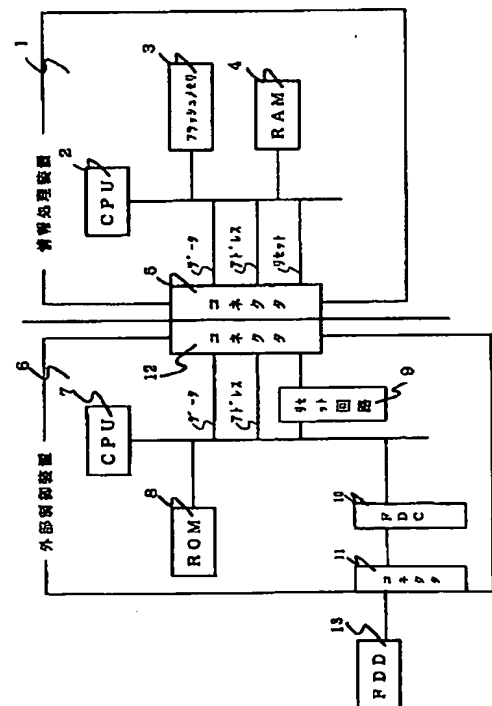 情報処理装置
1
CPU
2
フラッシュメモリ
3
RAM
4
データ
アドレス
リセット
コネクタ
5
外部制御装置
6
CPU
7
ROM
8
データ
アドレス
コネクタ
12
リセット回路
9
FDC
10
コネクタ
11
FDD
13